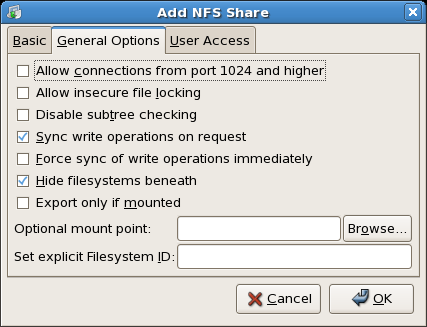 Add NFS Share
Basic General Options User Access
Allow connections from port 1024 and higher
Allow insecure file locking
Disable subtree checking
Sync write operations on request
Force sync of write operations immediately
Hide filesystems beneath
Export only if mounted
Optional mount point: Browse...
Set explicit Filesystem ID:
Cancel OK